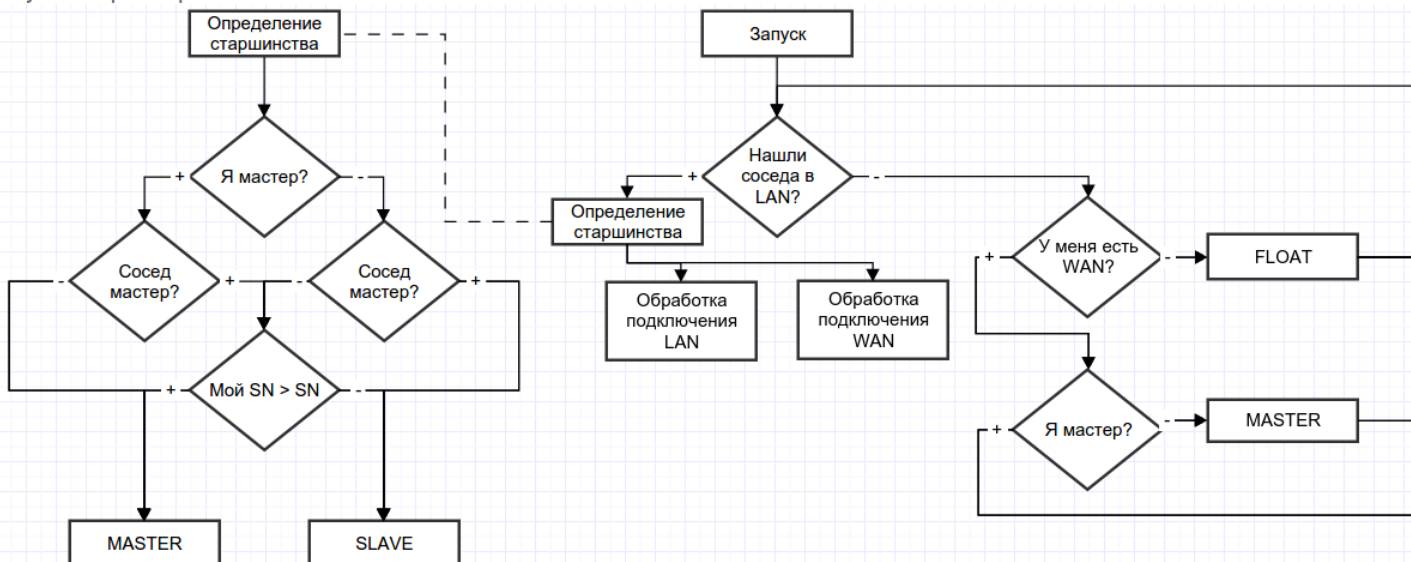 Определение
старшинства
Я мастер?
+
-
Сосед
мастер?
-
+
Сосед
мастер?
-
+
Мой SN > SN
+
-
MASTER
SLAVE
Запуск
Нашли
соседа в
LAN?
+
-
Определение
старшинства
Обработка
подключения
LAN
Обработка
подключения
WAN
У меня есть
WAN?
+
-
FLOAT
Я мастер?
+
-
MASTER